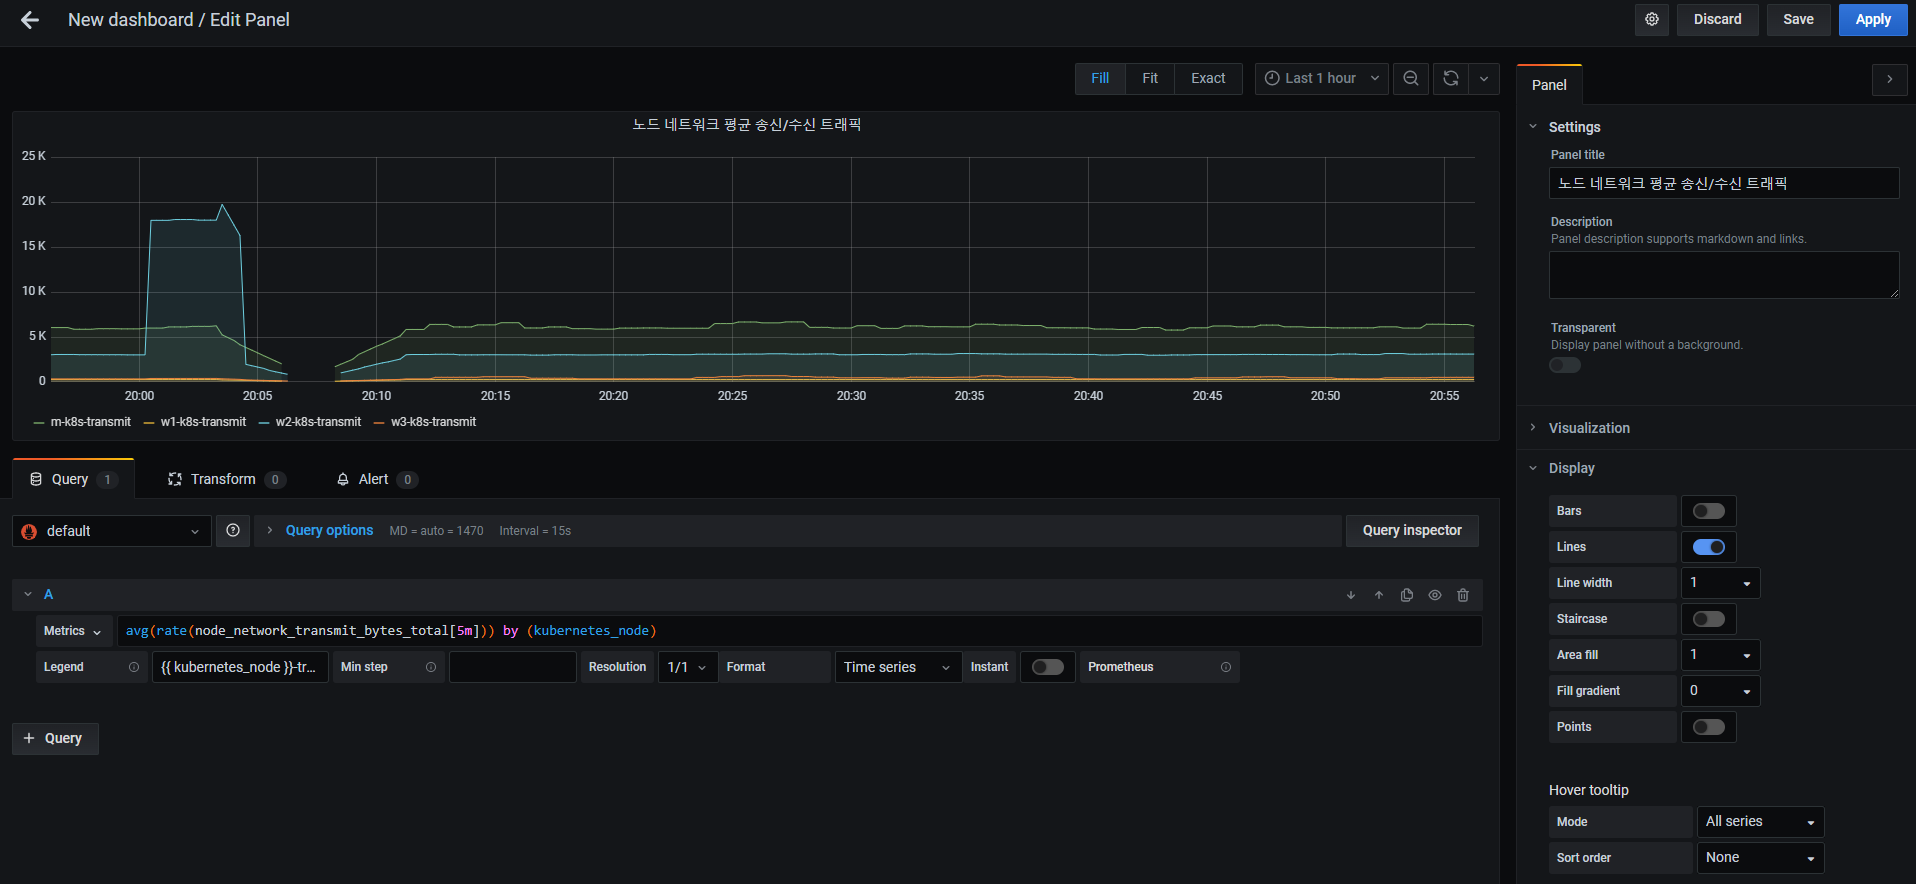 New dashboard / Edit Panel
Discard
Save
Apply
Fill
Fit
Exact
Last 1 hour
노드 네트워크 평균 송신/수신 트래픽
25 K
20 K
15 K
10 K
5 K
0
20:00
20:05
20:10
20:15
20:20
20:25
20:30
20:35
20:40
20:45
20:50
20:55
m-k8s-transmit
w1-k8s-transmit
w2-k8s-transmit
w3-k8s-transmit
Query 1
Transform 0
Alert 0
default
Query options
MD = auto = 1470
Interval = 15s
Query inspector
A
Metrics
avg(rate(node_network_transmit_bytes_total[5m])) by (kubernetes_node)
Legend
{{ kubernetes_node }}-tr...
Min step
Resolution
1/1
Format
Time series
Instant
Prometheus
+ Query
Panel
Settings
Panel title
노드 네트워크 평균 송신/수신 트래픽
Description
Panel description supports markdown and links.
Transparent
Display panel without a background.
Visualization
Display
Bars
Lines
Line width
1
Staircase
Area fill
1
Fill gradient
0
Points
Hover tooltip
Mode
All series
Sort order
None